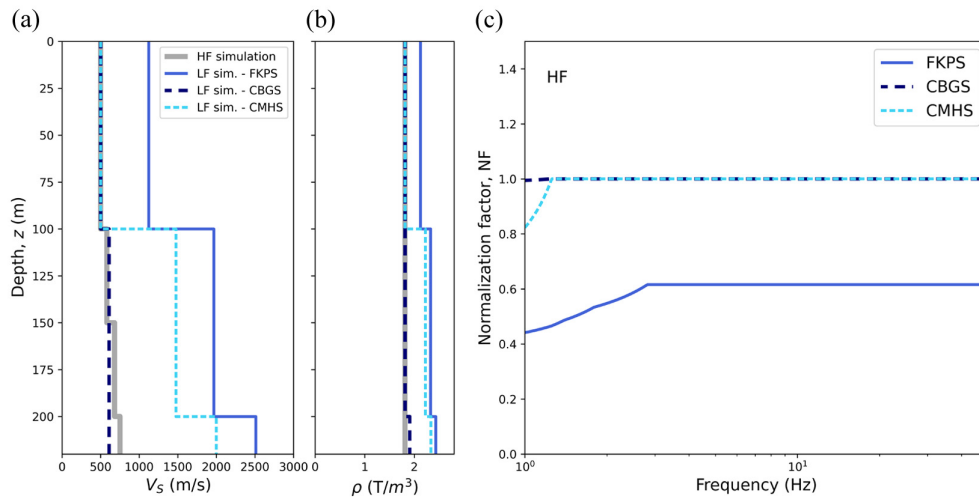 (a)
0
25
50
75
100
125
150
175
200
Depth, z (m)
HF simulation
LF sim. - FKPS
LF sim. - CBGS
LF sim. - CMHS
0 500 1000 1500 2000 2500 3000
V_S (m/s)
(b)
0 1 2
ρ (T/m³)
(c)
1.4
1.2
1.0
0.8
0.6
0.4
0.2
0.0
Normalization factor, NF
HF
FKPS
CBGS
CMHS
10⁰ 10¹
Frequency (Hz)